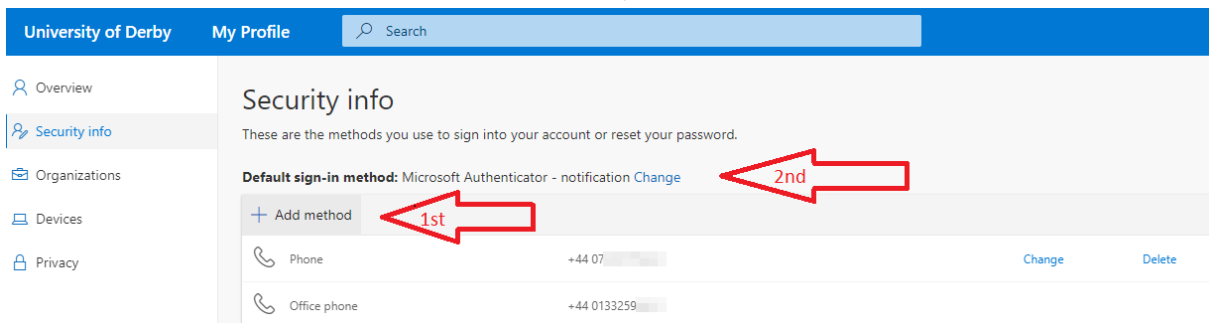 University of Derby My Profile Search
Overview
Security info
Organizations
Devices
Privacy
Security info
These are the methods you use to sign into your account or reset your password.
Default sign-in method: Microsoft Authenticator - notification Change
2nd
+ Add method
1st
Phone +44 07 Change Delete
Office phone +44 0133259